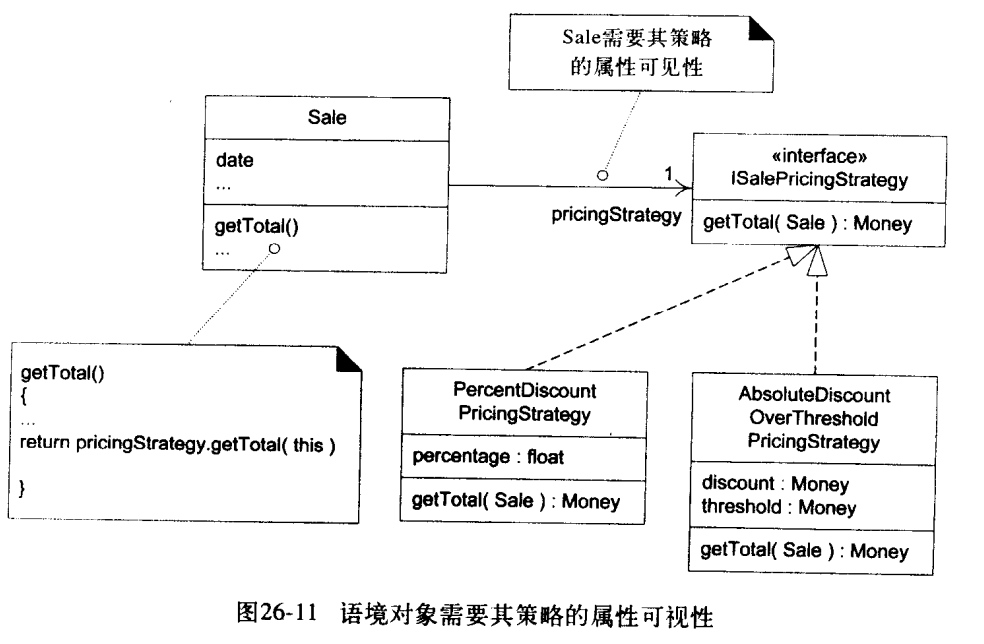 Sale需要其策略
的属性可见性
Sale
date
...
getTotal()
...
1
pricingStrategy
«interface»
ISalePricingStrategy
getTotal( Sale ) : Money
getTotal()
{
...
return pricingStrategy.getTotal( this )
}
PercentDiscount
PricingStrategy
percentage : float
getTotal( Sale ) : Money
AbsoluteDiscount
OverThreshold
PricingStrategy
discount : Money
threshold : Money
getTotal( Sale ) : Money
图26-11 语境对象需要其策略的属性可视性